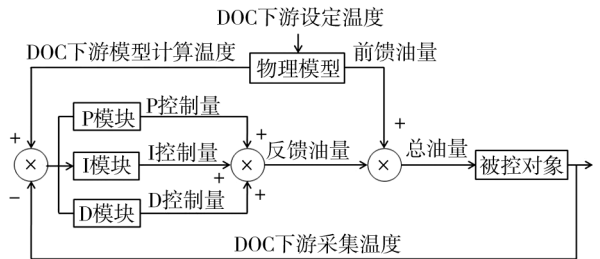 DOC下游设定温度
DOC下游模型计算温度
物理模型
前馈油量
+
P模块
P控制量
+
+
×
I模块
I控制量
+
×
反馈油量
×
总油量
被控对象
−
D模块
D控制量
+
DOC下游采集温度